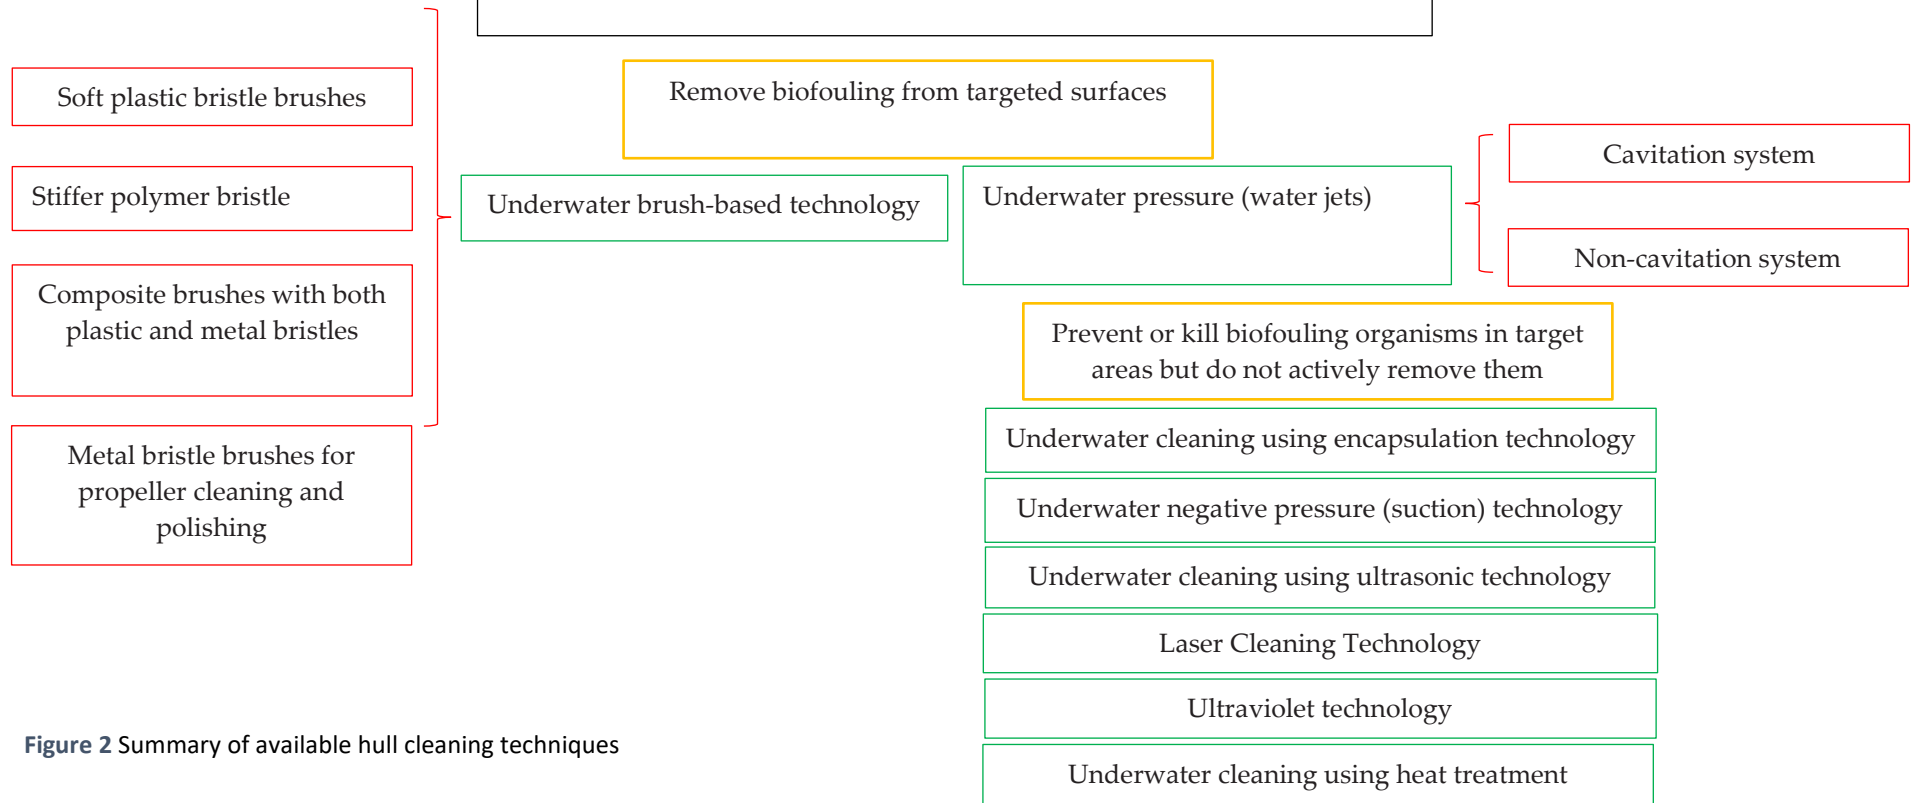 Soft plastic bristle brushes
Stiffer polymer bristle
Composite brushes with both
plastic and metal bristles
Metal bristle brushes for
propeller cleaning and
polishing
Remove biofouling from targeted surfaces
Underwater brush-based technology
Underwater pressure (water jets)
Cavitation system
Non-cavitation system
Prevent or kill biofouling organisms in target
areas but do not actively remove them
Underwater cleaning using encapsulation technology
Underwater negative pressure (suction) technology
Underwater cleaning using ultrasonic technology
Laser Cleaning Technology
Ultraviolet technology
Underwater cleaning using heat treatment
Figure 2 Summary of available hull cleaning techniques